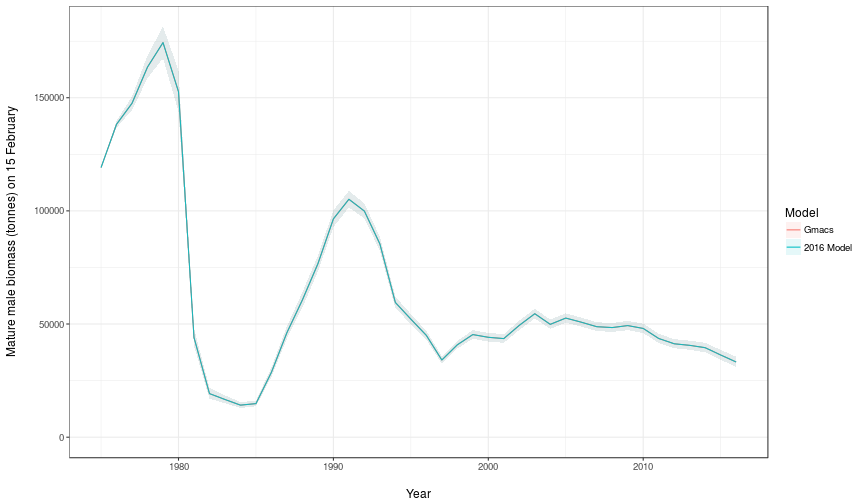 Mature male biomass (tonnes) on 15 February
150000
100000
50000
0
1980
1990
2000
2010
Year
Model
Gmacs
2016 Model